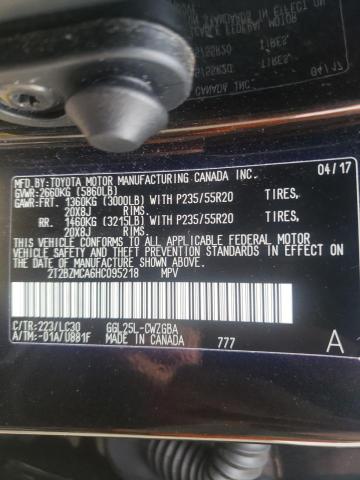 MFD.BY:TOYOTA MOTOR MANUFACTURING CANADA INC. 04/17
GVWR:2660KG (5860LB)
GAWR:FRT. 1360KG (3000LB) WITH P235/55R20 TIRES,
20X8J RIMS.
RR. 1460KG (3215LB) WITH P235/55R20 TIRES,
20X8J RIMS.
THIS VEHICLE CONFORMS TO ALL APPLICABLE FEDERAL MOTOR
VEHICLE SAFETY STANDARDS IN EFFECT ON THE DATE OF
MANUFACTURE SHOWN ABOVE.
2T2BZMCA6HC095218 MPV
C/TR:223/LC30 GGL25L-CWZGBA
A/TM:-01A/U881F MADE IN CANADA 777 A